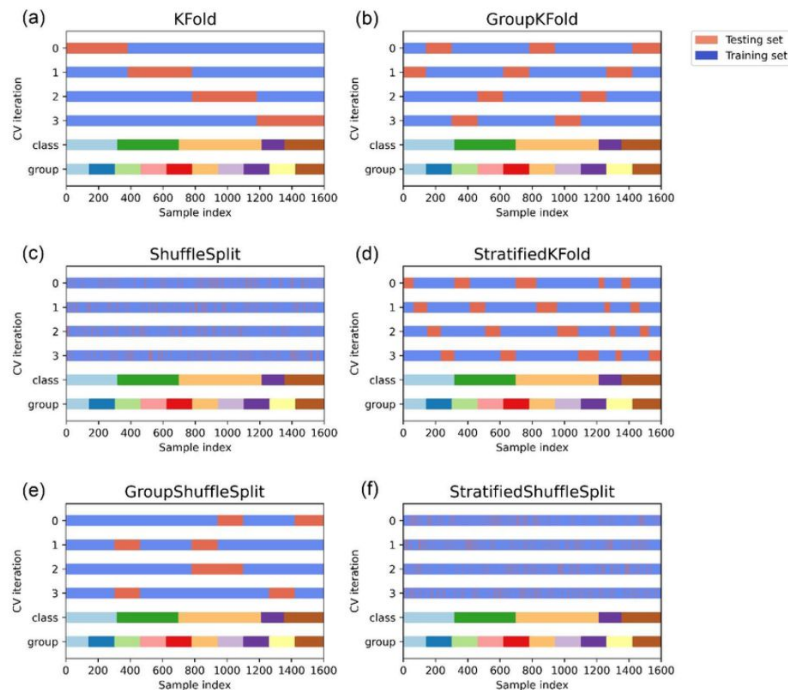 (a) KFold
CV iteration
0
1
2
3
class
group
0 200 400 600 800 1000 1200 1400 1600
Sample index
(b) GroupKFold
CV iteration
0
1
2
3
class
group
0 200 400 600 800 1000 1200 1400 1600
Sample index
Testing set
Training set
(c) ShuffleSplit
CV iteration
0
1
2
3
class
group
0 200 400 600 800 1000 1200 1400 1600
Sample index
(d) StratifiedKFold
CV iteration
0
1
2
3
class
group
0 200 400 600 800 1000 1200 1400 1600
Sample index
(e) GroupShuffleSplit
CV iteration
0
1
2
3
class
group
0 200 400 600 800 1000 1200 1400 1600
Sample index
(f) StratifiedShuffleSplit
CV iteration
0
1
2
3
class
group
0 200 400 600 800 1000 1200 1400 1600
Sample index